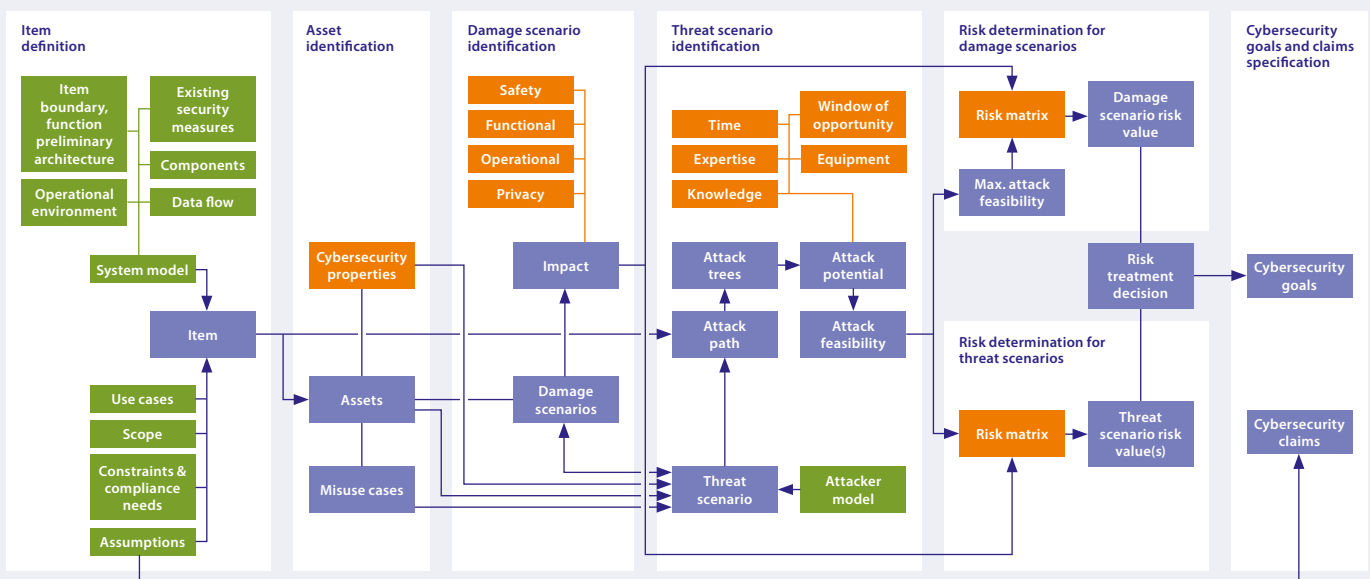 Item
definition
Item
boundary,
function
preliminary
architecture
Existing
security
measures
Components
Operational
environment
Data flow
System model
Item
Use cases
Scope
Constraints &
compliance
needs
Assumptions
Asset
identification
Cybersecurity
properties
Assets
Misuse cases
Damage scenario
identification
Safety
Functional
Operational
Privacy
Impact
Damage
scenarios
Threat scenario
identification
Time
Window of
opportunity
Expertise
Equipment
Knowledge
Attack
trees
Attack
potential
Attack
path
Attack
feasibility
Threat
scenario
Attacker
model
Risk determination for
damage scenarios
Risk matrix
Damage
scenario risk
value
Max. attack
feasibility
Risk
treatment
decision
Risk determination for
threat scenarios
Risk matrix
Threat
scenario risk
value(s)
Cybersecurity
goals and claims
specification
Cybersecurity
goals
Cybersecurity
claims